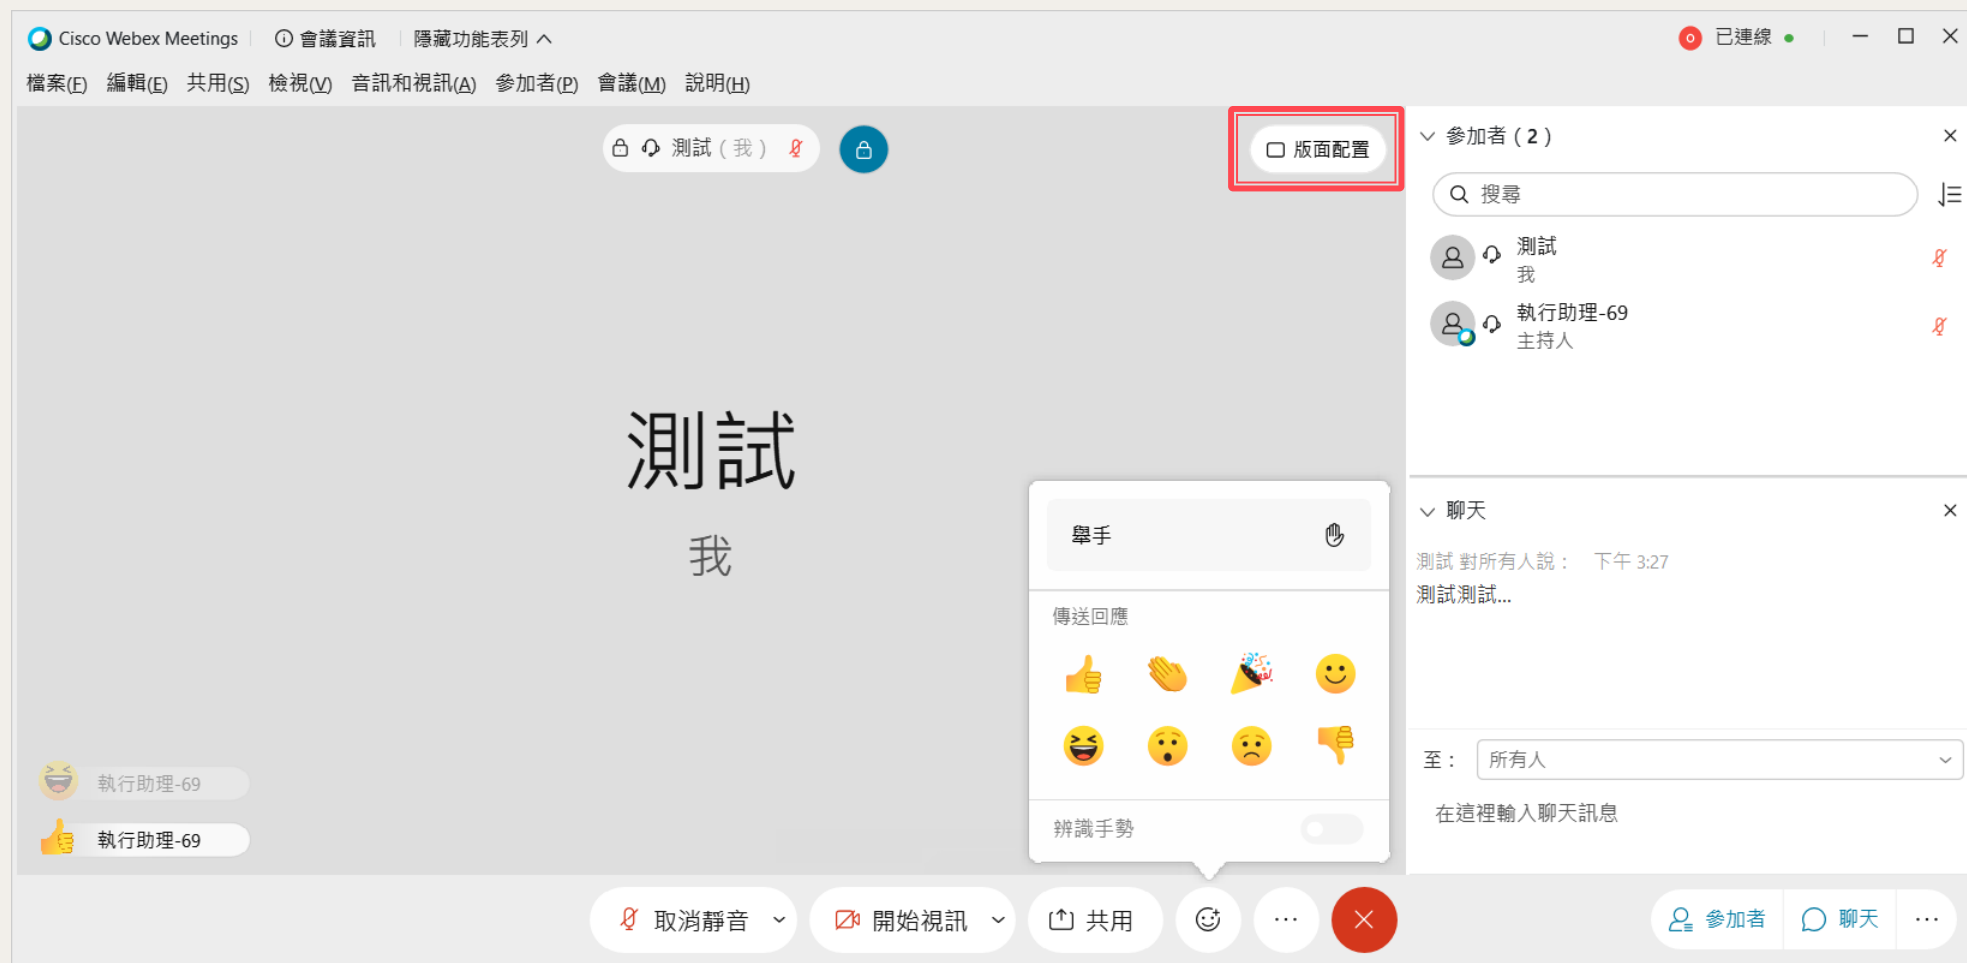 Cisco Webex Meetings 會議資訊 隱藏功能表列 已連線
檔案(F) 編輯(E) 共用(S) 檢視(V) 音訊和視訊(A) 參加者(P) 會議(M) 說明(H)
測試 ( 我 )
版面配置
測試
我
執行助理-69
執行助理-69
舉手
傳送回應
辨識手勢
參加者 ( 2 )
搜尋
測試
我
執行助理-69
主持人
聊天
測試 對所有人說： 下午 3:27
測試測試...
至： 所有人
在這裡輸入聊天訊息
取消靜音 開始視訊 共用 參加者 聊天